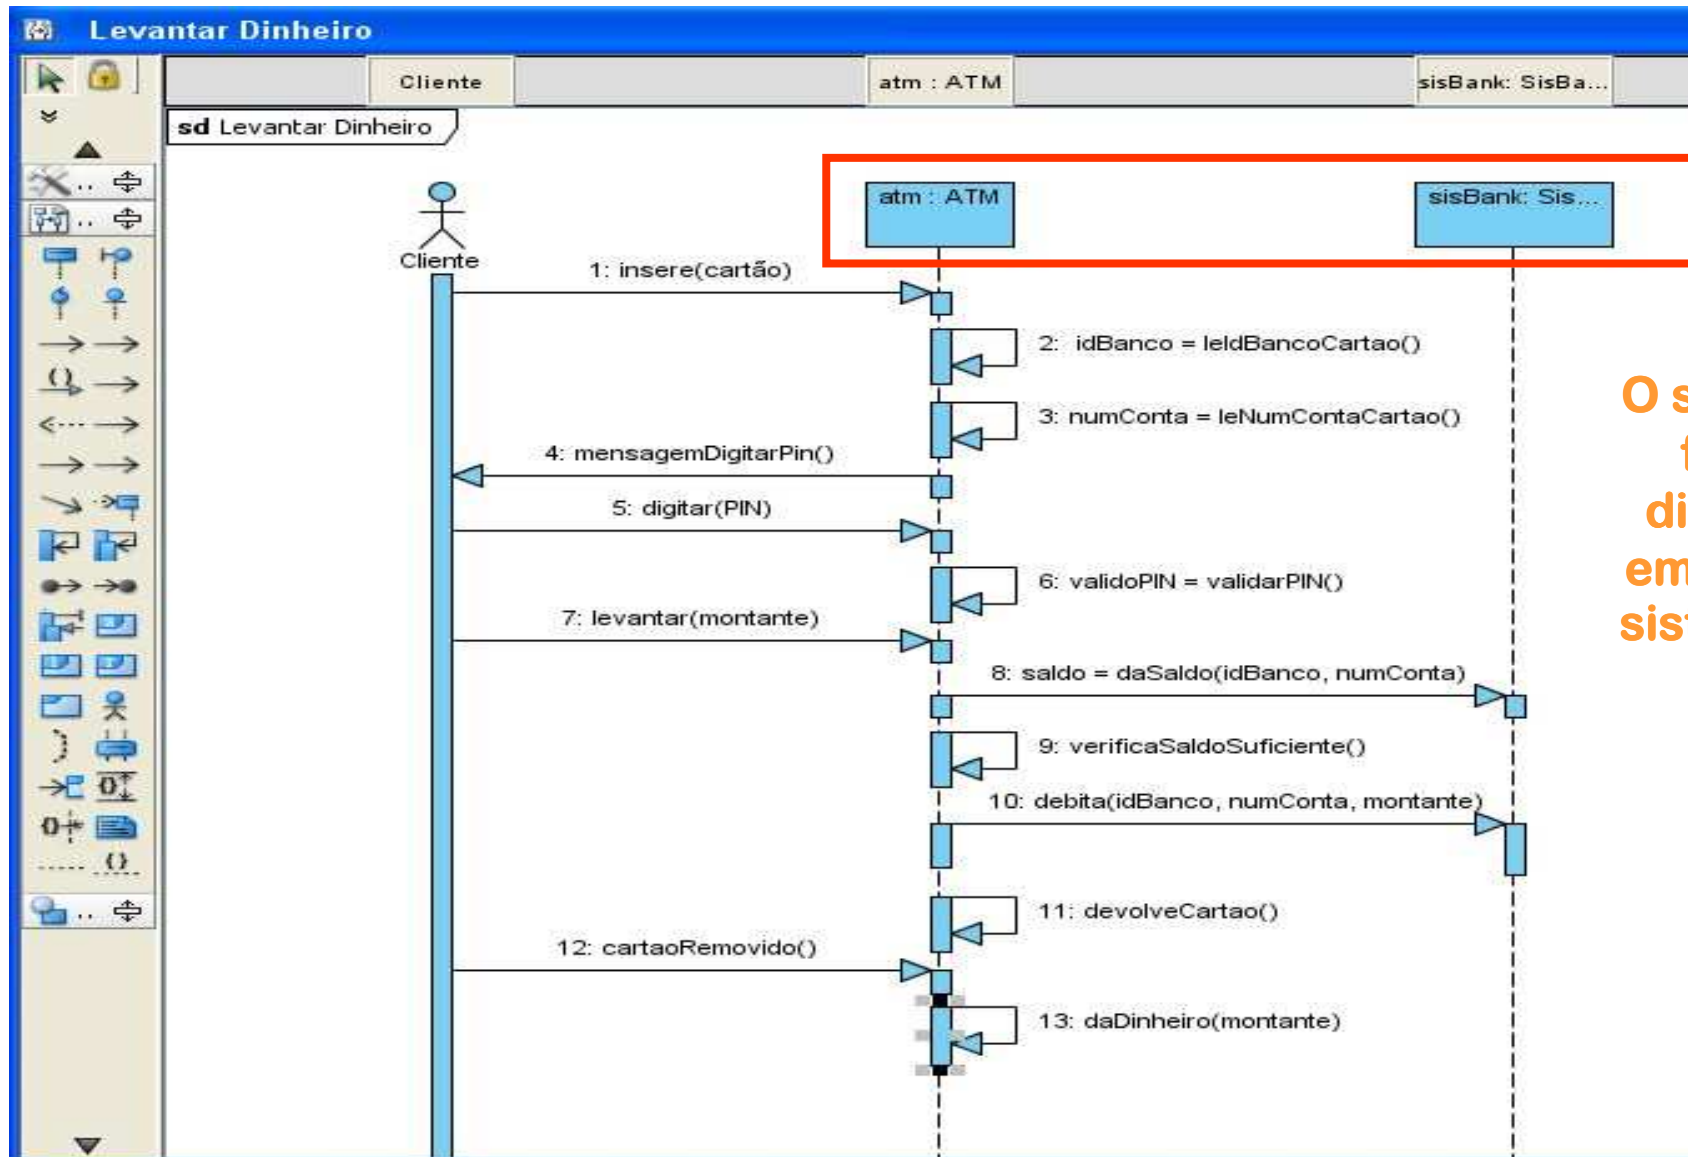 Levantar Dinheiro
Cliente
atm : ATM
sisBank: SisBa...
sd Levantar Dinheiro
atm : ATM
sisBank: Sis...
Cliente
1: insere(cartão)
2: idBanco = leIdBancoCartao()
3: numConta = leNumContaCartao()
4: mensagemDigitarPin()
5: digitar(PIN)
6: validoPIN = validarPIN()
7: levantar(montante)
8: saldo = daSaldo(idBanco, numConta)
9: verificaSaldoSuficiente()
10: debita(idBanco, numConta, montante)
11: devolveCartao()
12: cartaoRemovido()
13: daDinheiro(montante)
O
em